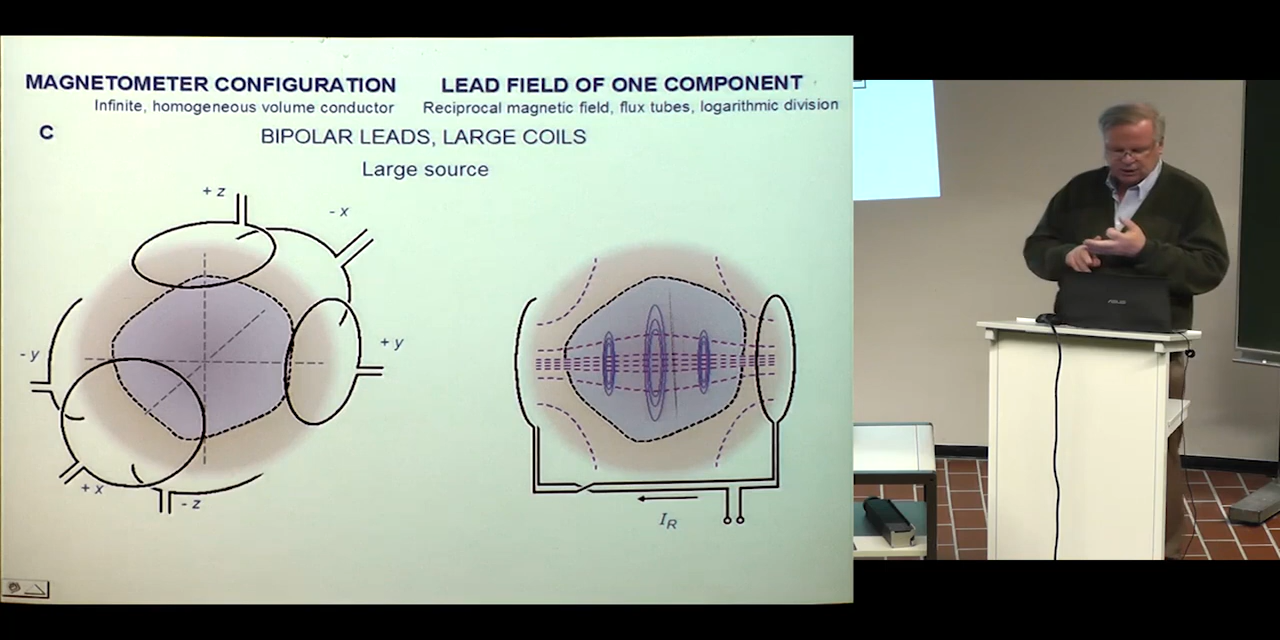 MAGNETOMETER CONFIGURATION
Infinite, homogeneous volume conductor
LEAD FIELD OF ONE COMPONENT
Reciprocal magnetic field, flux tubes, logarithmic division
C
BIPOLAR LEADS, LARGE COILS
Large source
+ z
- x
- y
+ y
+ x
- z
I_R
ASUS